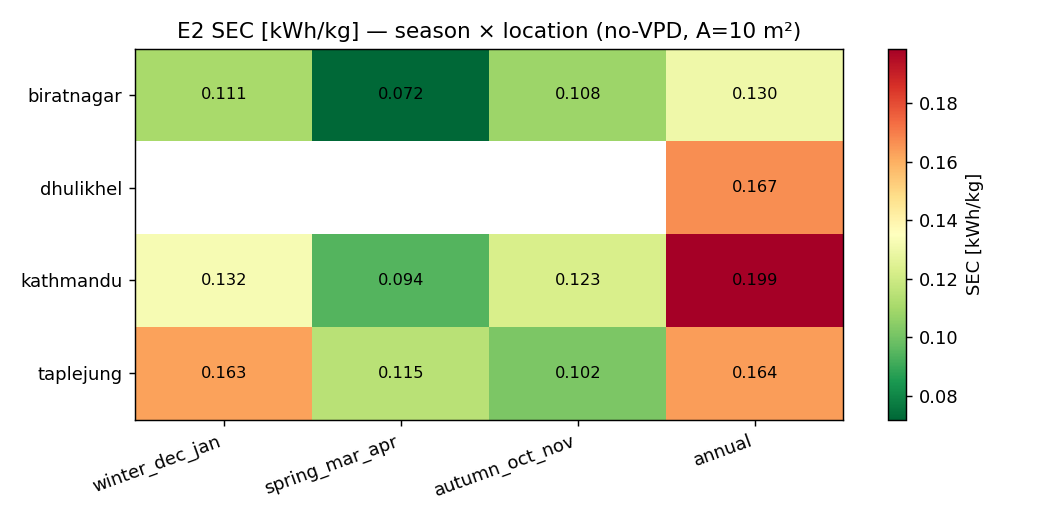 E2 SEC [kWh/kg] — season × location (no-VPD, A=10 m²)
biratnagar 0.111 0.072 0.108 0.130
dhulikhel 0.167
kathmandu 0.132 0.094 0.123 0.199
taplejung 0.163 0.115 0.102 0.164
winter_dec_jan spring_mar_apr autumn_oct_nov annual
0.18
0.16
0.14
0.12
0.10
0.08
SEC [kWh/kg]